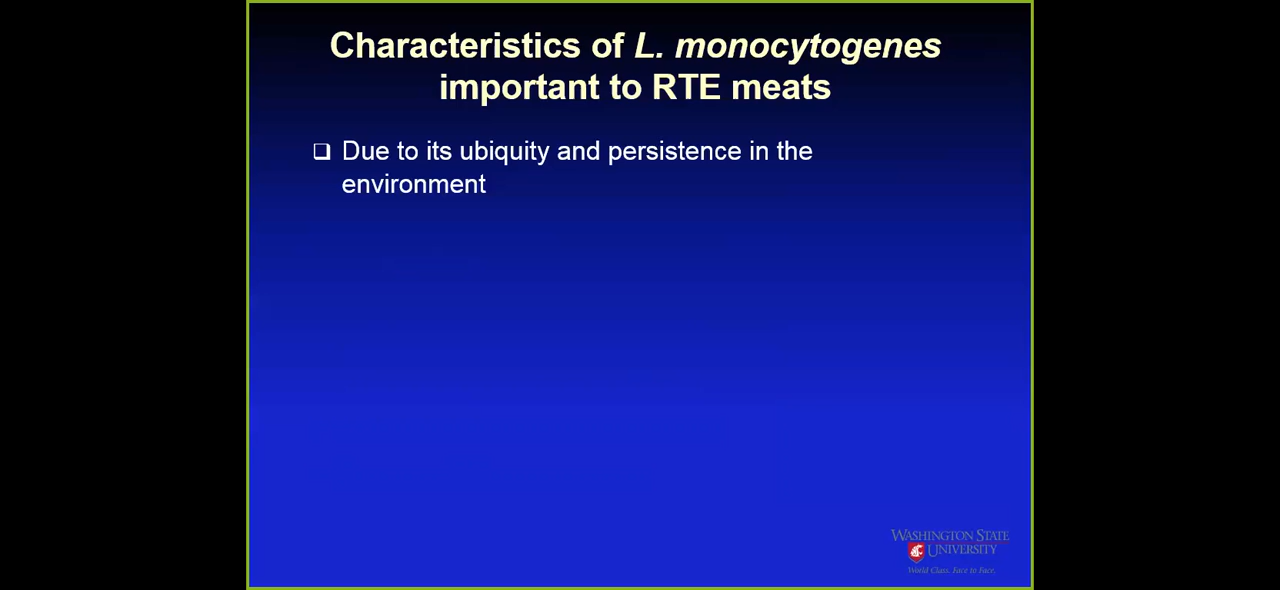 Characteristics of L. monocytogenes
important to RTE meats
❑ Due to its ubiquity and persistence in the
environment
WASHINGTON STATE
UNIVERSITY
World Class. Face to Face.